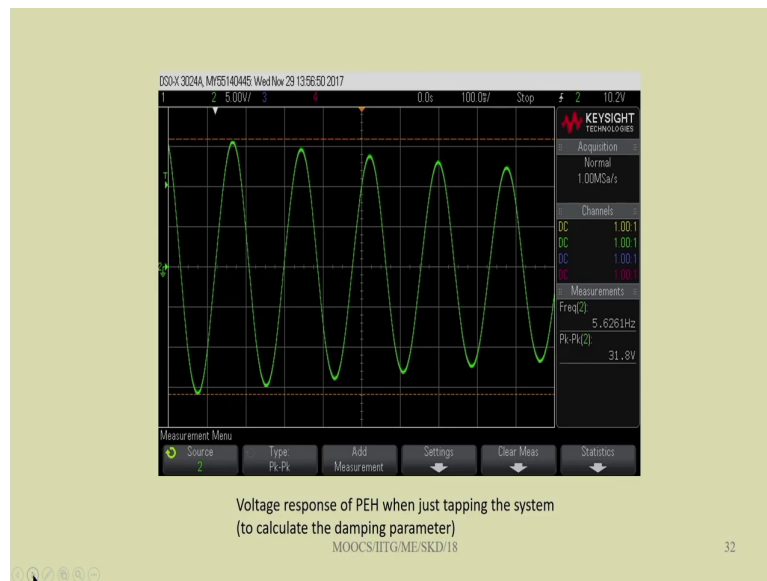 DSO-X 3024A, MY55140445: Wed Nov 29 13:56:50 2017
1 2 5.00V/ 3 4 0.0s 100.0ms/ Stop 2 10.2V
KEYSIGHT
TECHNOLOGIES
Acquisition
Normal
1.00MSa/s
Channels
DC 1.00:1
DC 1.00:1
DC 1.00:1
DC 1.00:1
Measurements
Freq(2):
5.6261Hz
Pk-Pk(2):
31.8V
T
2
Measurement Menu
Source
2
Type:
Pk-Pk
Add
Measurement
Settings
Clear Meas
Statistics
Voltage response of PEH when just tapping the system
(to calculate the damping parameter)
MOOCS/IITG/ME/SKD/18
32